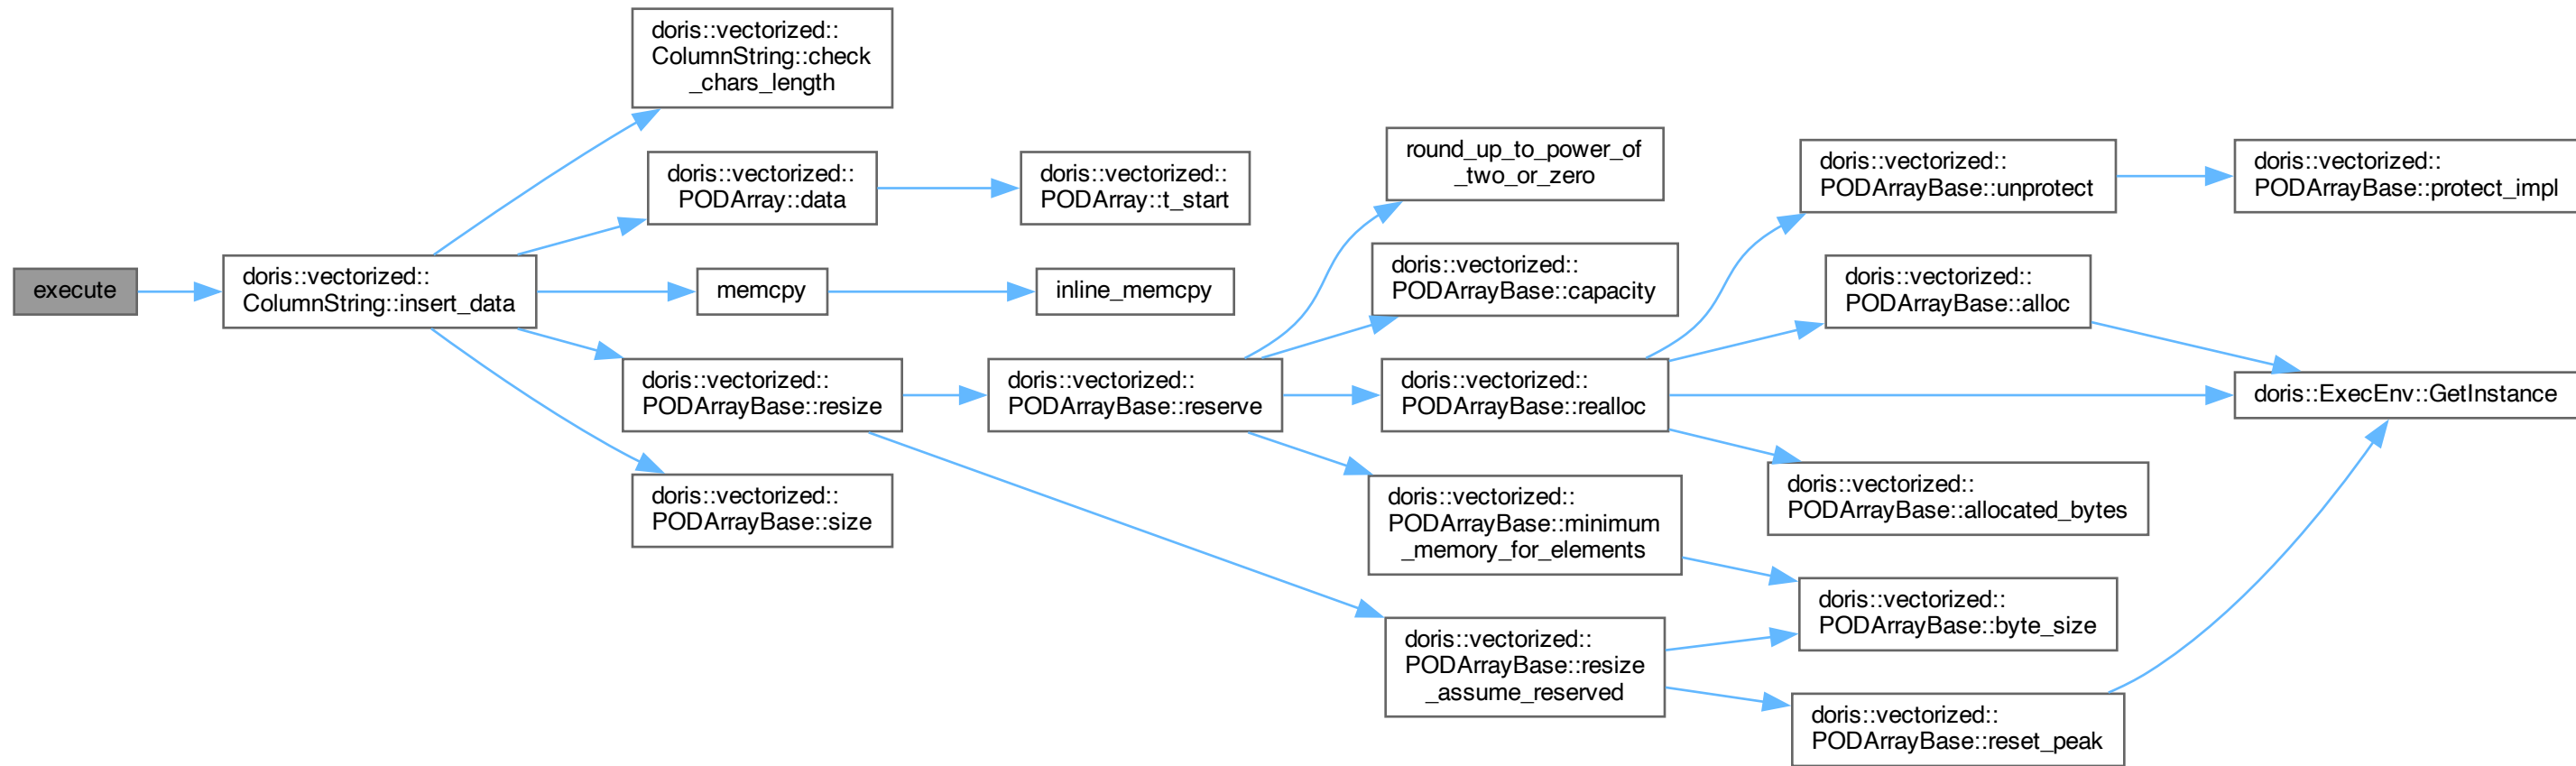 execute
doris::vectorized::
ColumnString::insert_data
doris::vectorized::
ColumnString::check
_chars_length
doris::vectorized::
PODArray::data
memcpy
doris::vectorized::
PODArrayBase::resize
doris::vectorized::
PODArrayBase::size
doris::vectorized::
PODArray::t_start
inline_memcpy
doris::vectorized::
PODArrayBase::reserve
round_up_to_power_of
_two_or_zero
doris::vectorized::
PODArrayBase::capacity
doris::vectorized::
PODArrayBase::realloc
doris::vectorized::
PODArrayBase::minimum
_memory_for_elements
doris::vectorized::
PODArrayBase::resize
_assume_reserved
doris::vectorized::
PODArrayBase::unprotect
doris::vectorized::
PODArrayBase::alloc
doris::vectorized::
PODArrayBase::allocated_bytes
doris::vectorized::
PODArrayBase::byte_size
doris::vectorized::
PODArrayBase::reset_peak
doris::vectorized::
PODArrayBase::protect_impl
doris::ExecEnv::GetInstance